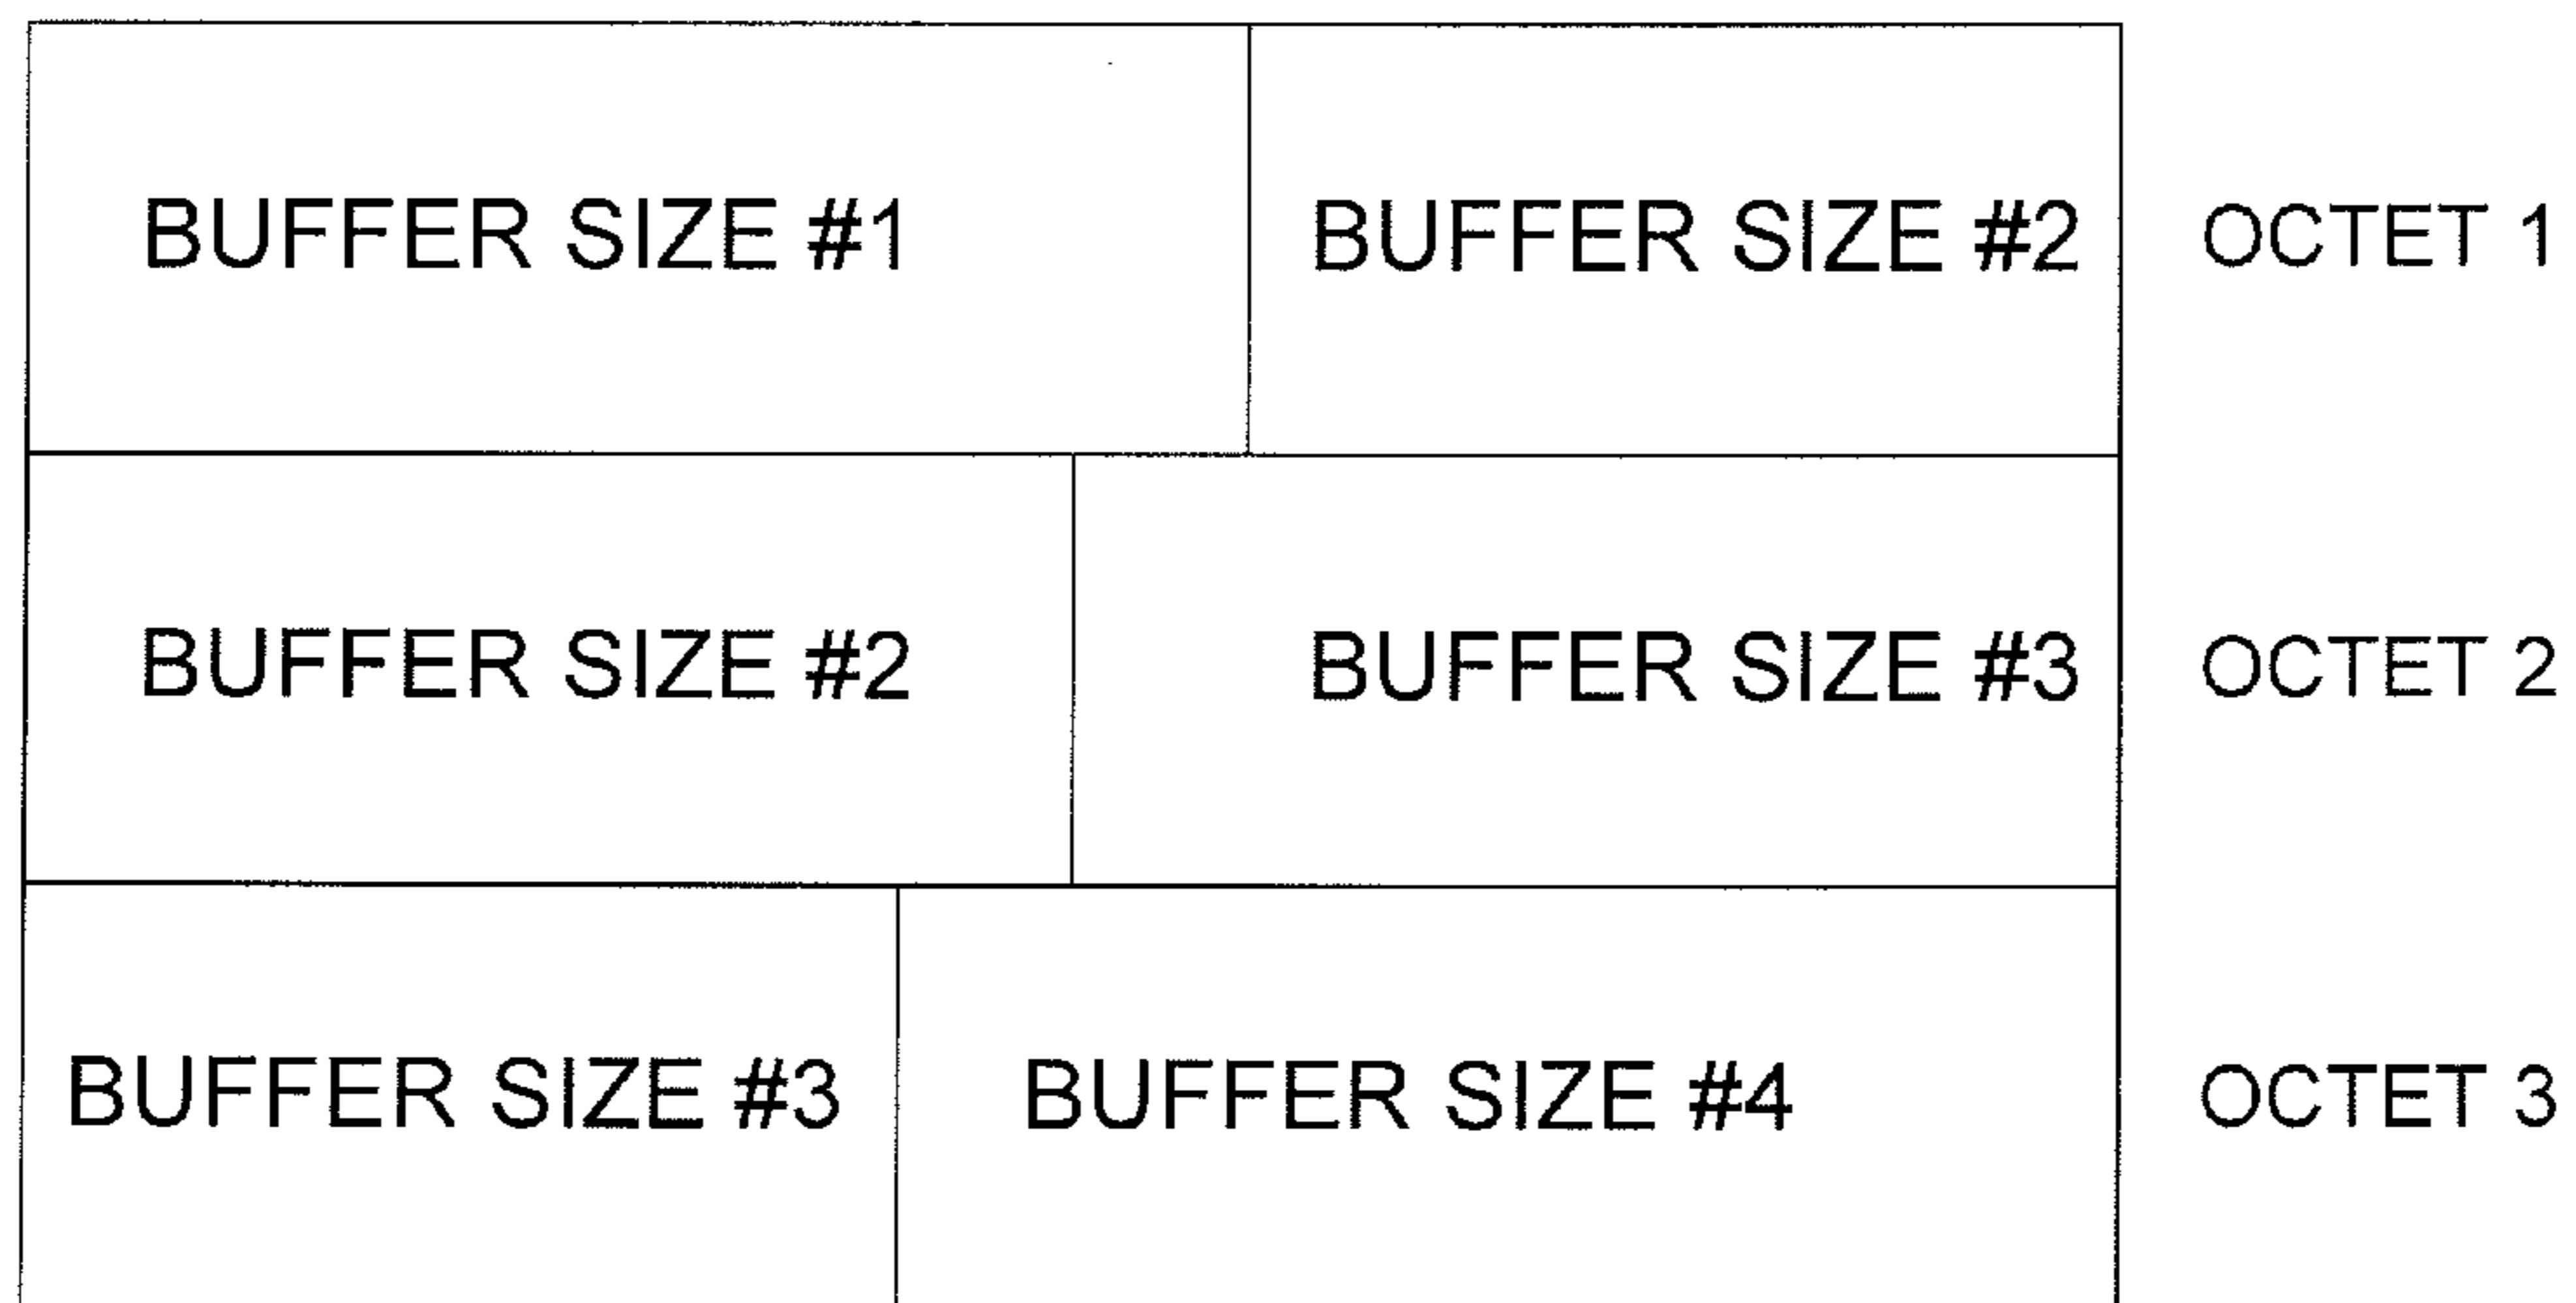 BUFFER SIZE #1 BUFFER SIZE #2 OCTET 1
BUFFER SIZE #2 BUFFER SIZE #3 OCTET 2
BUFFER SIZE #3 BUFFER SIZE #4 OCTET 3